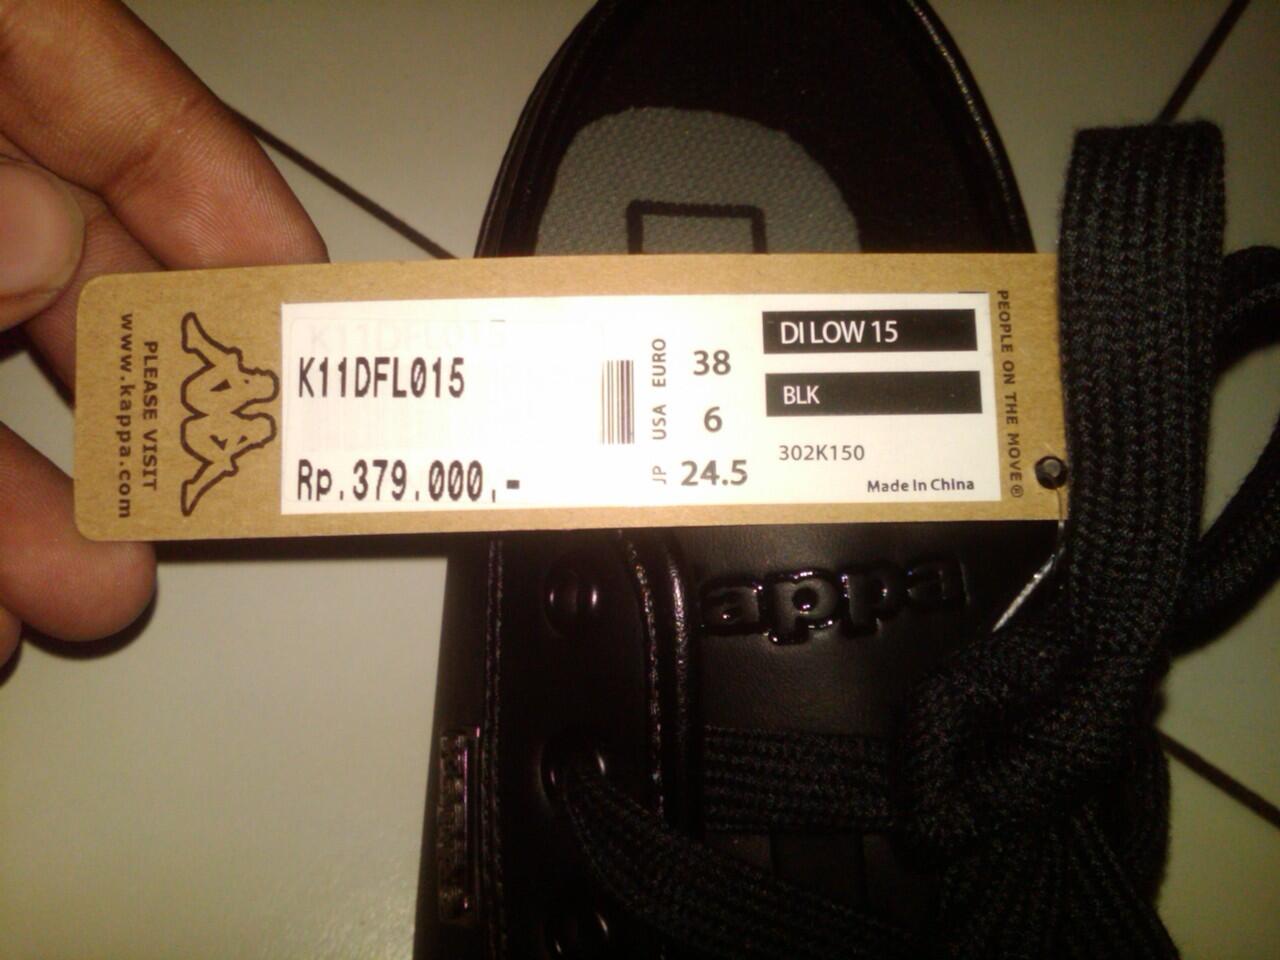 PLEASE VISIT
www.kappa.com
K11DFL015
Rp.379.000,-
EURO 38
USA 6
JP 24.5
DI LOW 15
BLK
302K150
Made In China
PEOPLE ON THE MOVE®
appa